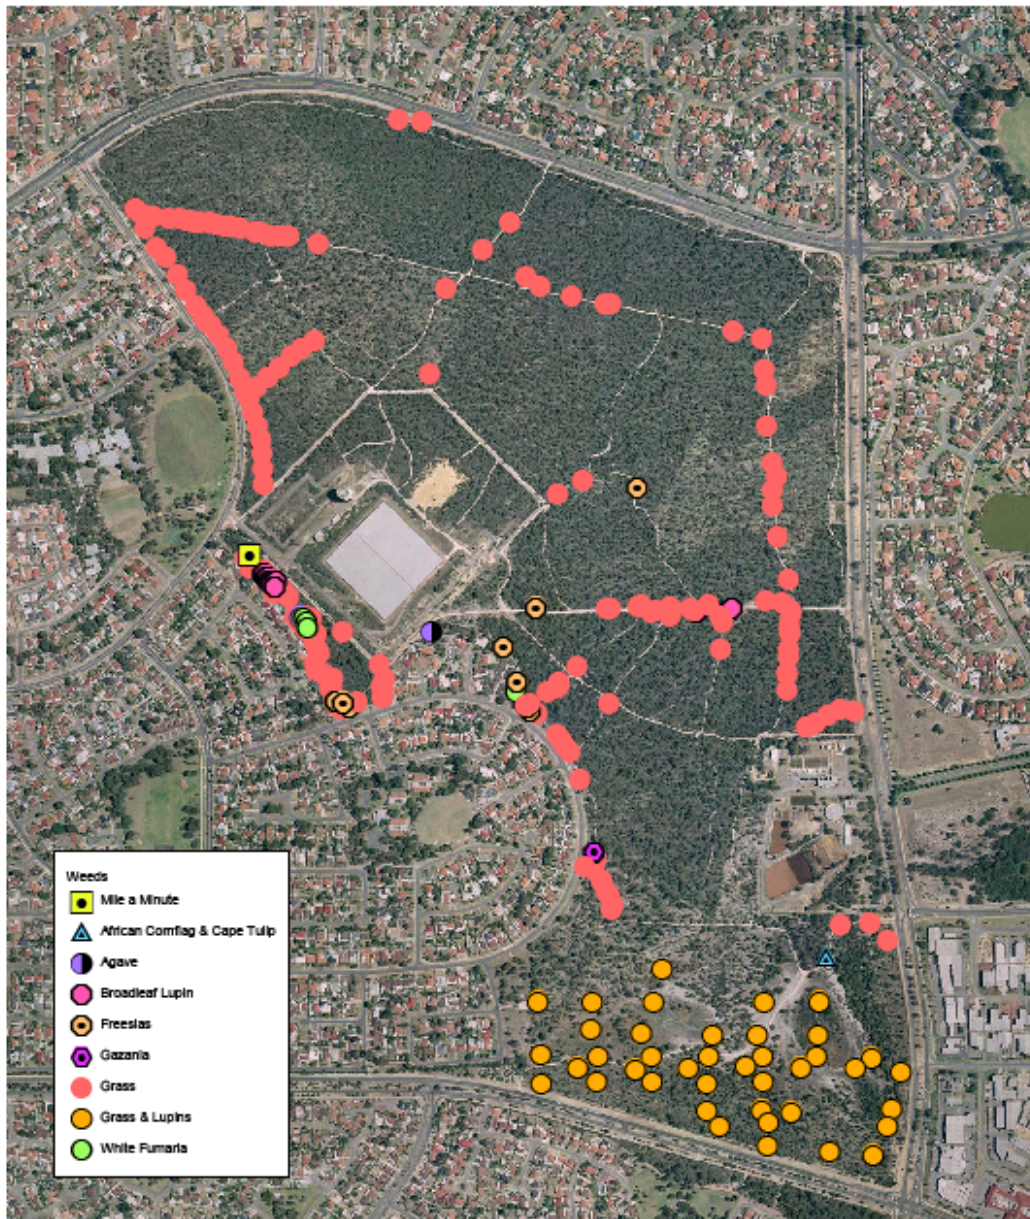 Weeds
Mile a Minute
African Cornflag & Cape Tulip
Agave
Broadleaf Lupin
Freesias
Gazania
Grass
Grass & Lupins
White Fumaria